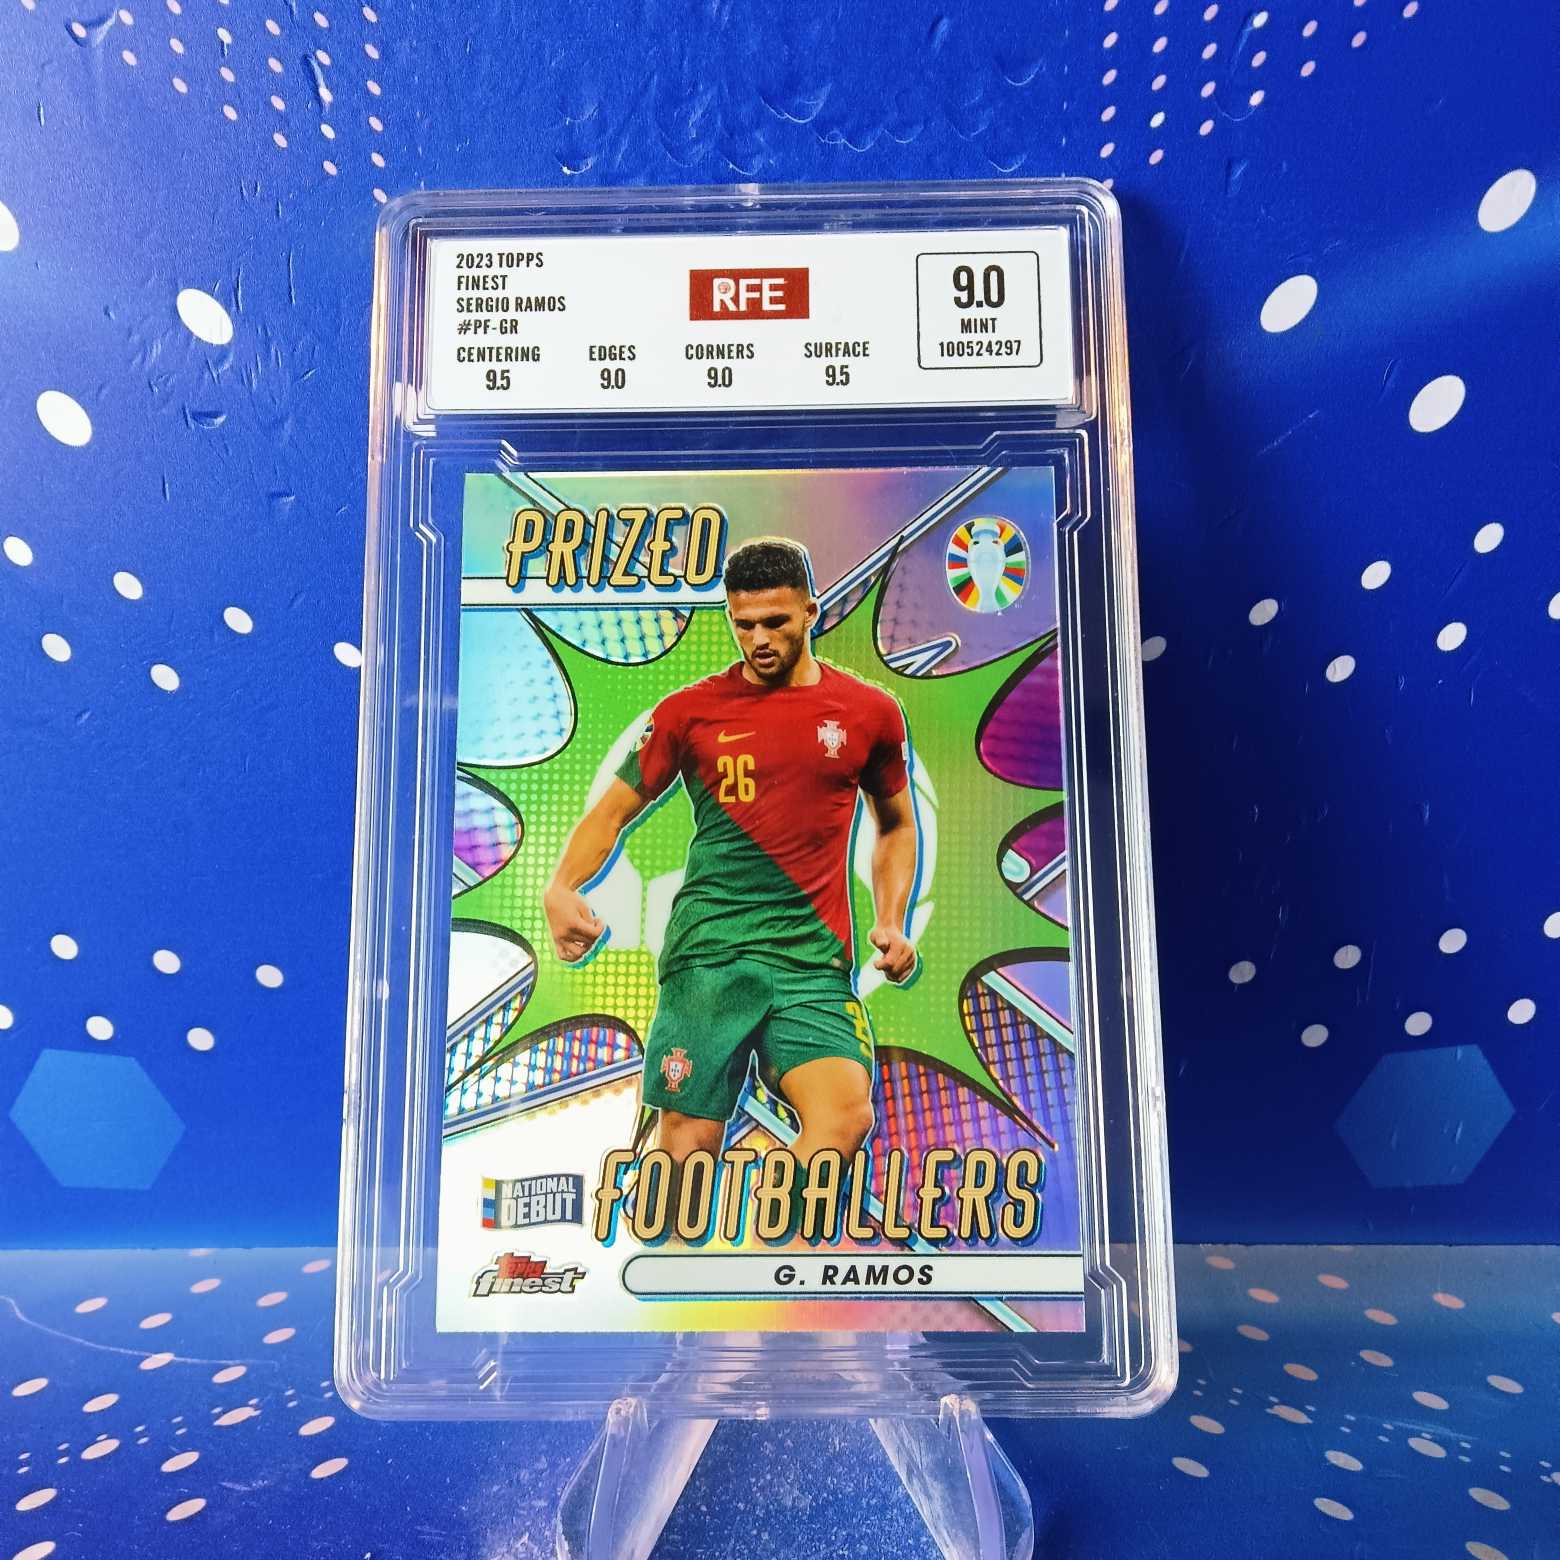 2023 TOPPS
FINEST
SERGIO RAMOS
#PF-GR
RFE
9.0
MINT
100524297
CENTERING EDGES CORNERS SURFACE
9.5 9.0 9.0 9.5
PRIZED
26
NATIONAL
DEBUT
FOOTBALLERS
Topps
finest
G. RAMOS